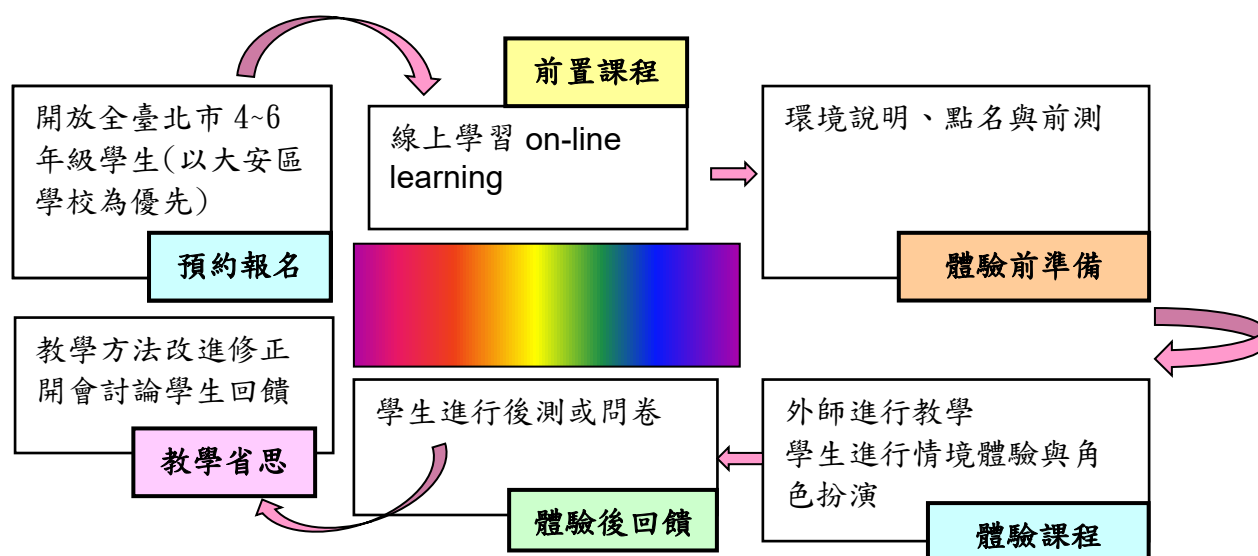 開放全臺北市 4~6
年級學生(以大安區
學校為優先)
預約報名
前置課程
線上學習 on-line
learning
環境說明、點名與前測
體驗前準備
外師進行教學
學生進行情境體驗與角
色扮演
體驗課程
學生進行後測或問卷
體驗後回饋
教學方法改進修正
開會討論學生回饋
教學省思